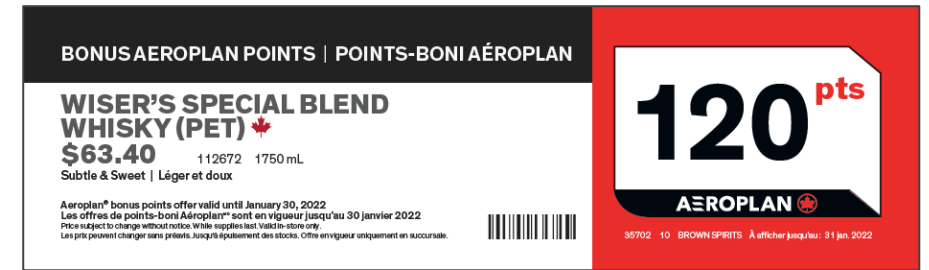 BONUS AEROPLAN POINTS | POINTS-BONI AÉROPLAN
WISER'S SPECIAL BLEND
WHISKY (PET)
$63.40 112672 1750 mL
Subtle & Sweet | Léger et doux
Aeroplan® bonus points offer valid until January 30, 2022
Les offres de points-boni Aéroplanᵐᵈ sont en vigueur jusqu'au 30 janvier 2022
Price subject to change without notice. While supplies last. Valid in-store only.
Les prix peuvent changer sans préavis. Jusqu'à épuisement des stocks. Offre en vigueur uniquement en succursale.
120 pts
AEROPLAN
35702 10 BROWN SPIRITS À afficher jusqu'au: 31 jan. 2022